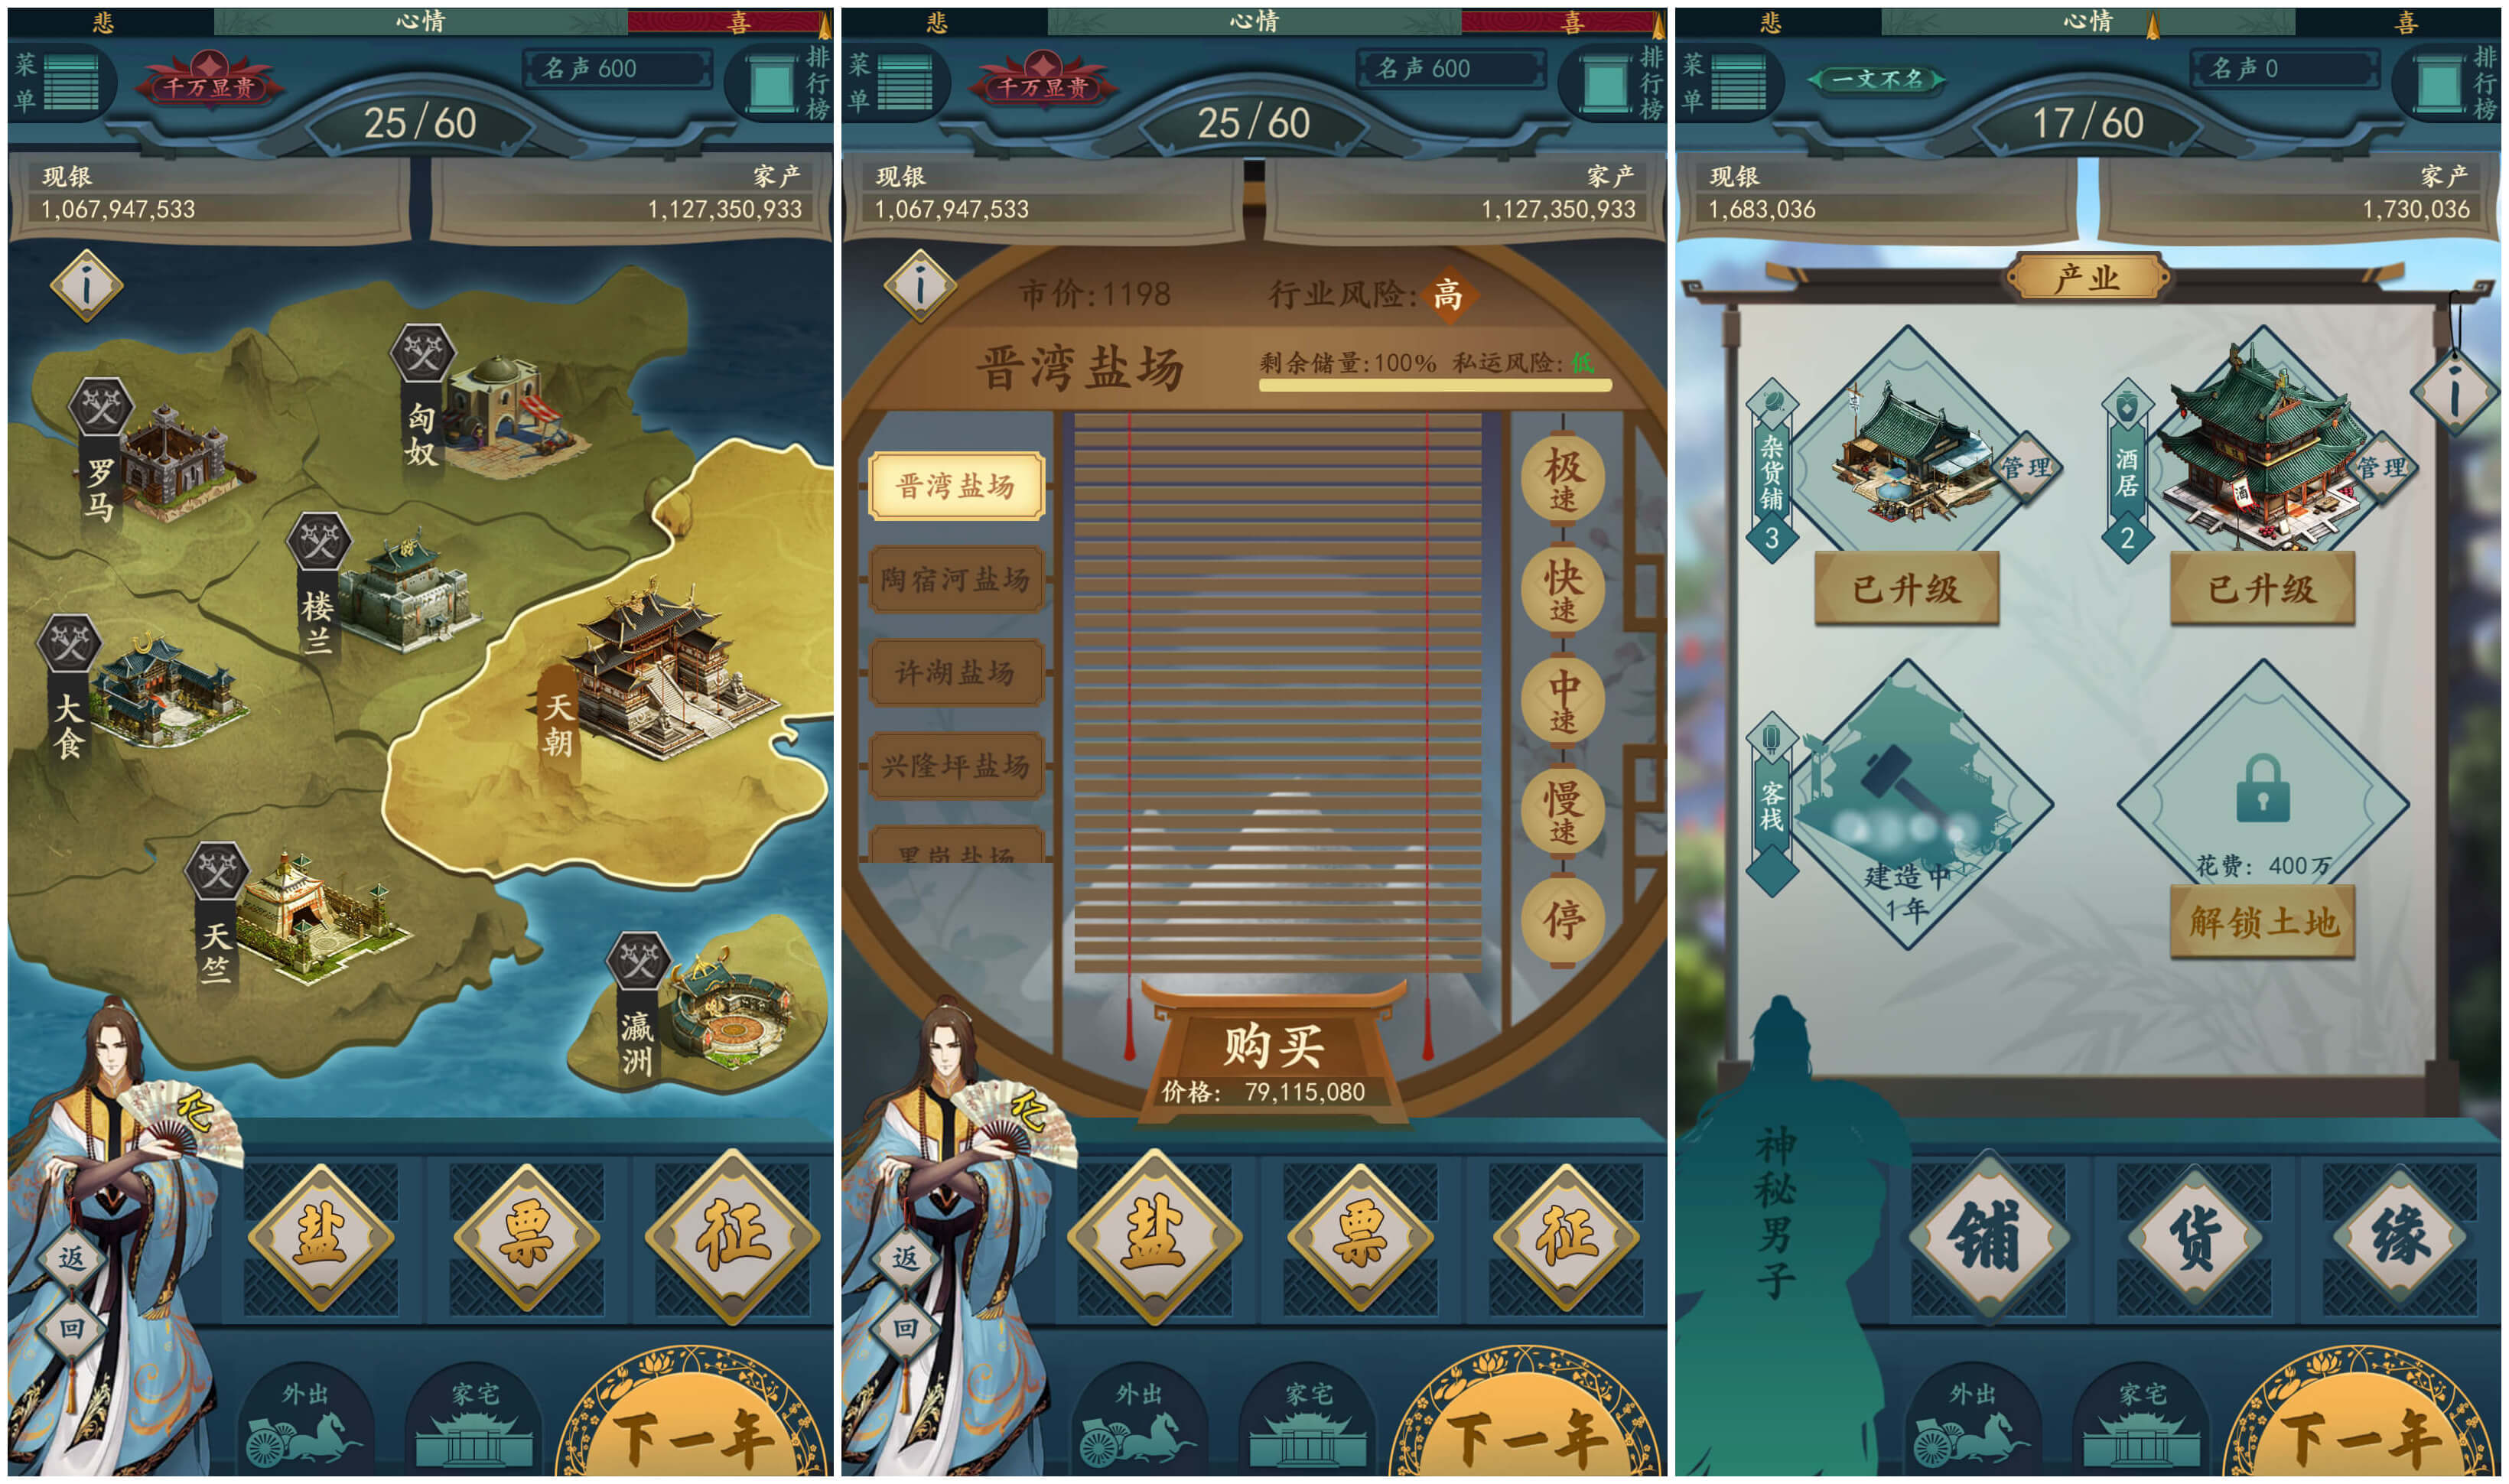 悲
心情
喜
菜单
千万显贵
名声 600
排行榜
25/60
现银
1,067,947,533
家产
1,127,350,933
i
匈奴
罗马
楼兰
大食
天朝
天竺
瀛洲
亿
盐
票
征
返
回
外出
家宅
下一年
悲
心情
喜
菜单
千万显贵
名声 600
排行榜
25/60
现银
1,067,947,533
家产
1,127,350,933
i
市价:1198
行业风险:高
晋湾盐场
剩余储量:100% 私运风险:低
晋湾盐场
陶宿河盐场
许湖盐场
兴隆坪盐场
黑岗盐场
极速
快速
中速
慢速
停
购买
价格: 79,115,080
亿
盐
票
征
返
回
外出
家宅
下一年
悲
心情
喜
菜单
一文不名
名声 0
排行榜
17/60
现银
1,683,036
家产
1,730,036
产业
i
杂货铺
3
管理
已升级
酒居
2
酒
管理
已升级
客栈
建造中
1年
花费: 400万
解锁土地
神秘男子
铺
货
缘
外出
家宅
下一年